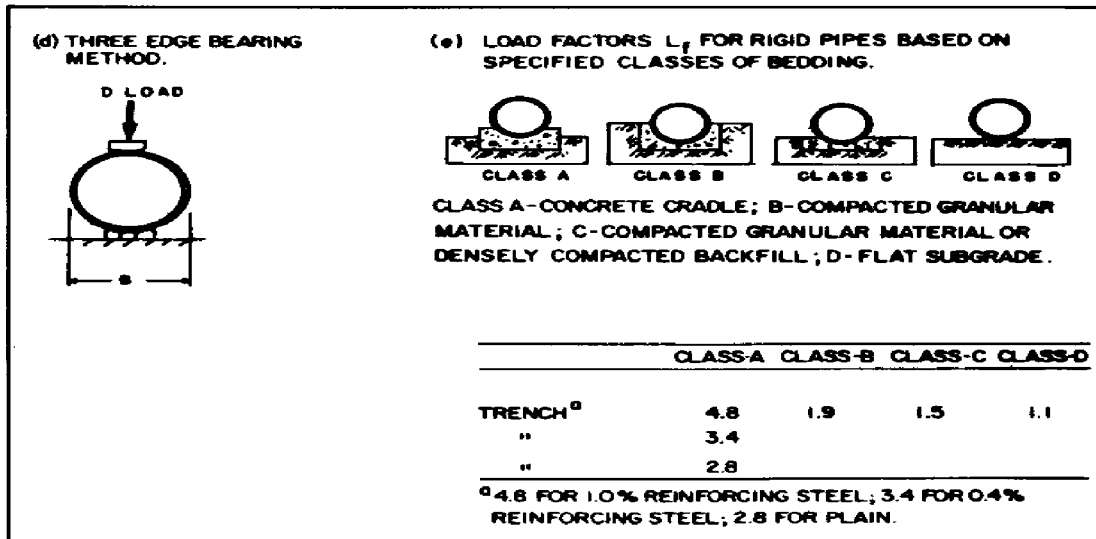 (d) THREE EDGE BEARING
METHOD.
D LOAD
B
(e) LOAD FACTORS Lf FOR RIGID PIPES BASED ON
SPECIFIED CLASSES OF BEDDING.
CLASS A CLASS B CLASS C CLASS D
CLASS A-CONCRETE CRADLE; B-COMPACTED GRANULAR
MATERIAL; C-COMPACTED GRANULAR MATERIAL OR
DENSELY COMPACTED BACKFILL; D-FLAT SUBGRADE.
CLASS-A CLASS-B CLASS-C CLASS-D
TRENCHᵃ 4.8 1.9 1.5 1.1
" 3.4
" 2.8
ᵃ4.8 FOR 1.0% REINFORCING STEEL; 3.4 FOR 0.4%
REINFORCING STEEL; 2.8 FOR PLAIN.